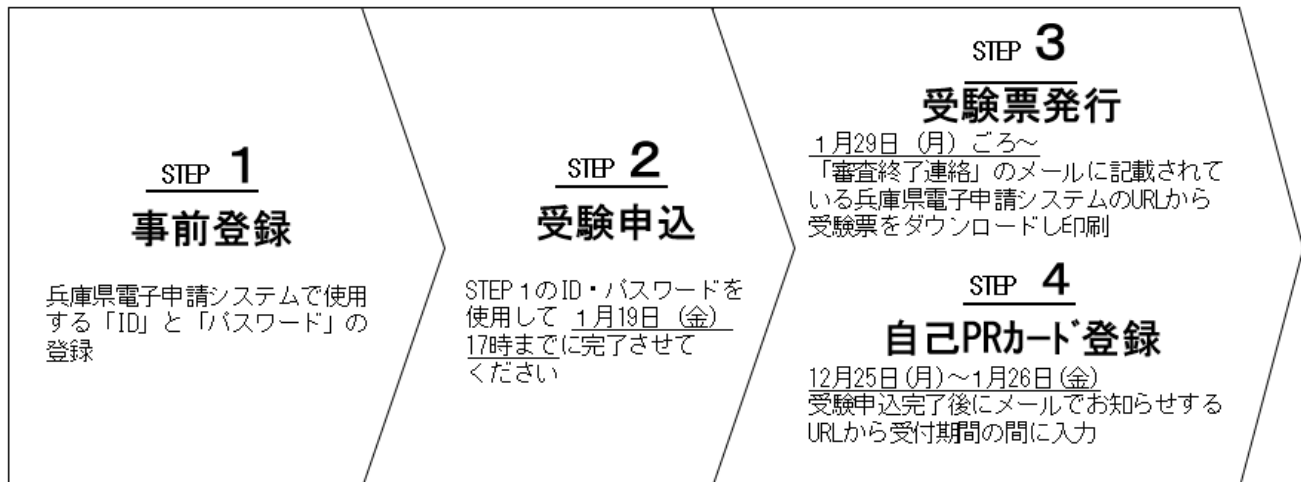 STEP 1
事前登録
兵庫県電子申請システムで使用
する「ID」と「パスワード」の
登録
STEP 2
受験申込
STEP 1のID・パスワードを
使用して 1月19日 (金)
17時までに完了させて
ください
STEP 3
受験票発行
1月29日 (月) ごろ～
「審査終了連絡」のメールに記載されて
いる兵庫県電子申請システムのURLから
受験票をダウンロードし印刷
STEP 4
自己PRカード登録
12月25日(月)～1月26日(金)
受験申込完了後にメールでお知らせする
URLから受付期間の間に入力